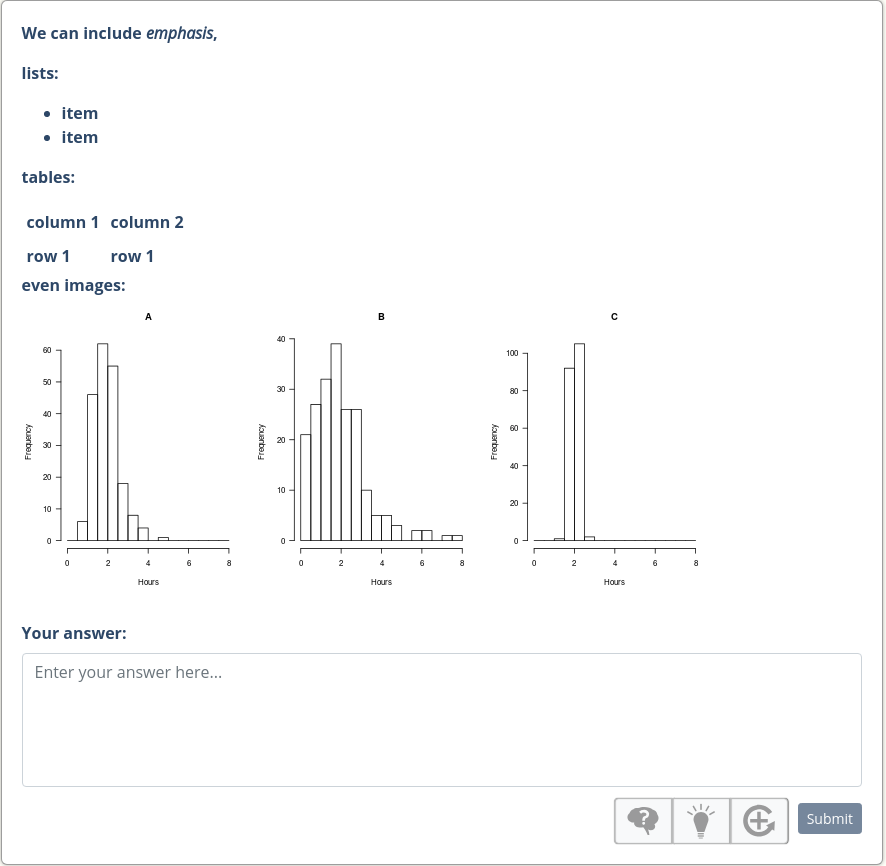 We can include emphasis,
lists:
• item
• item
tables:
column 1 column 2
row 1 row 1
even images:
A
60
50
40
30
20
10
0
Frequency
0 2 4 6 8
Hours
B
40
30
20
10
0
Frequency
0 2 4 6 8
Hours
C
100
80
60
40
20
0
Frequency
0 2 4 6 8
Hours
Your answer:
Enter your answer here...
?
Submit